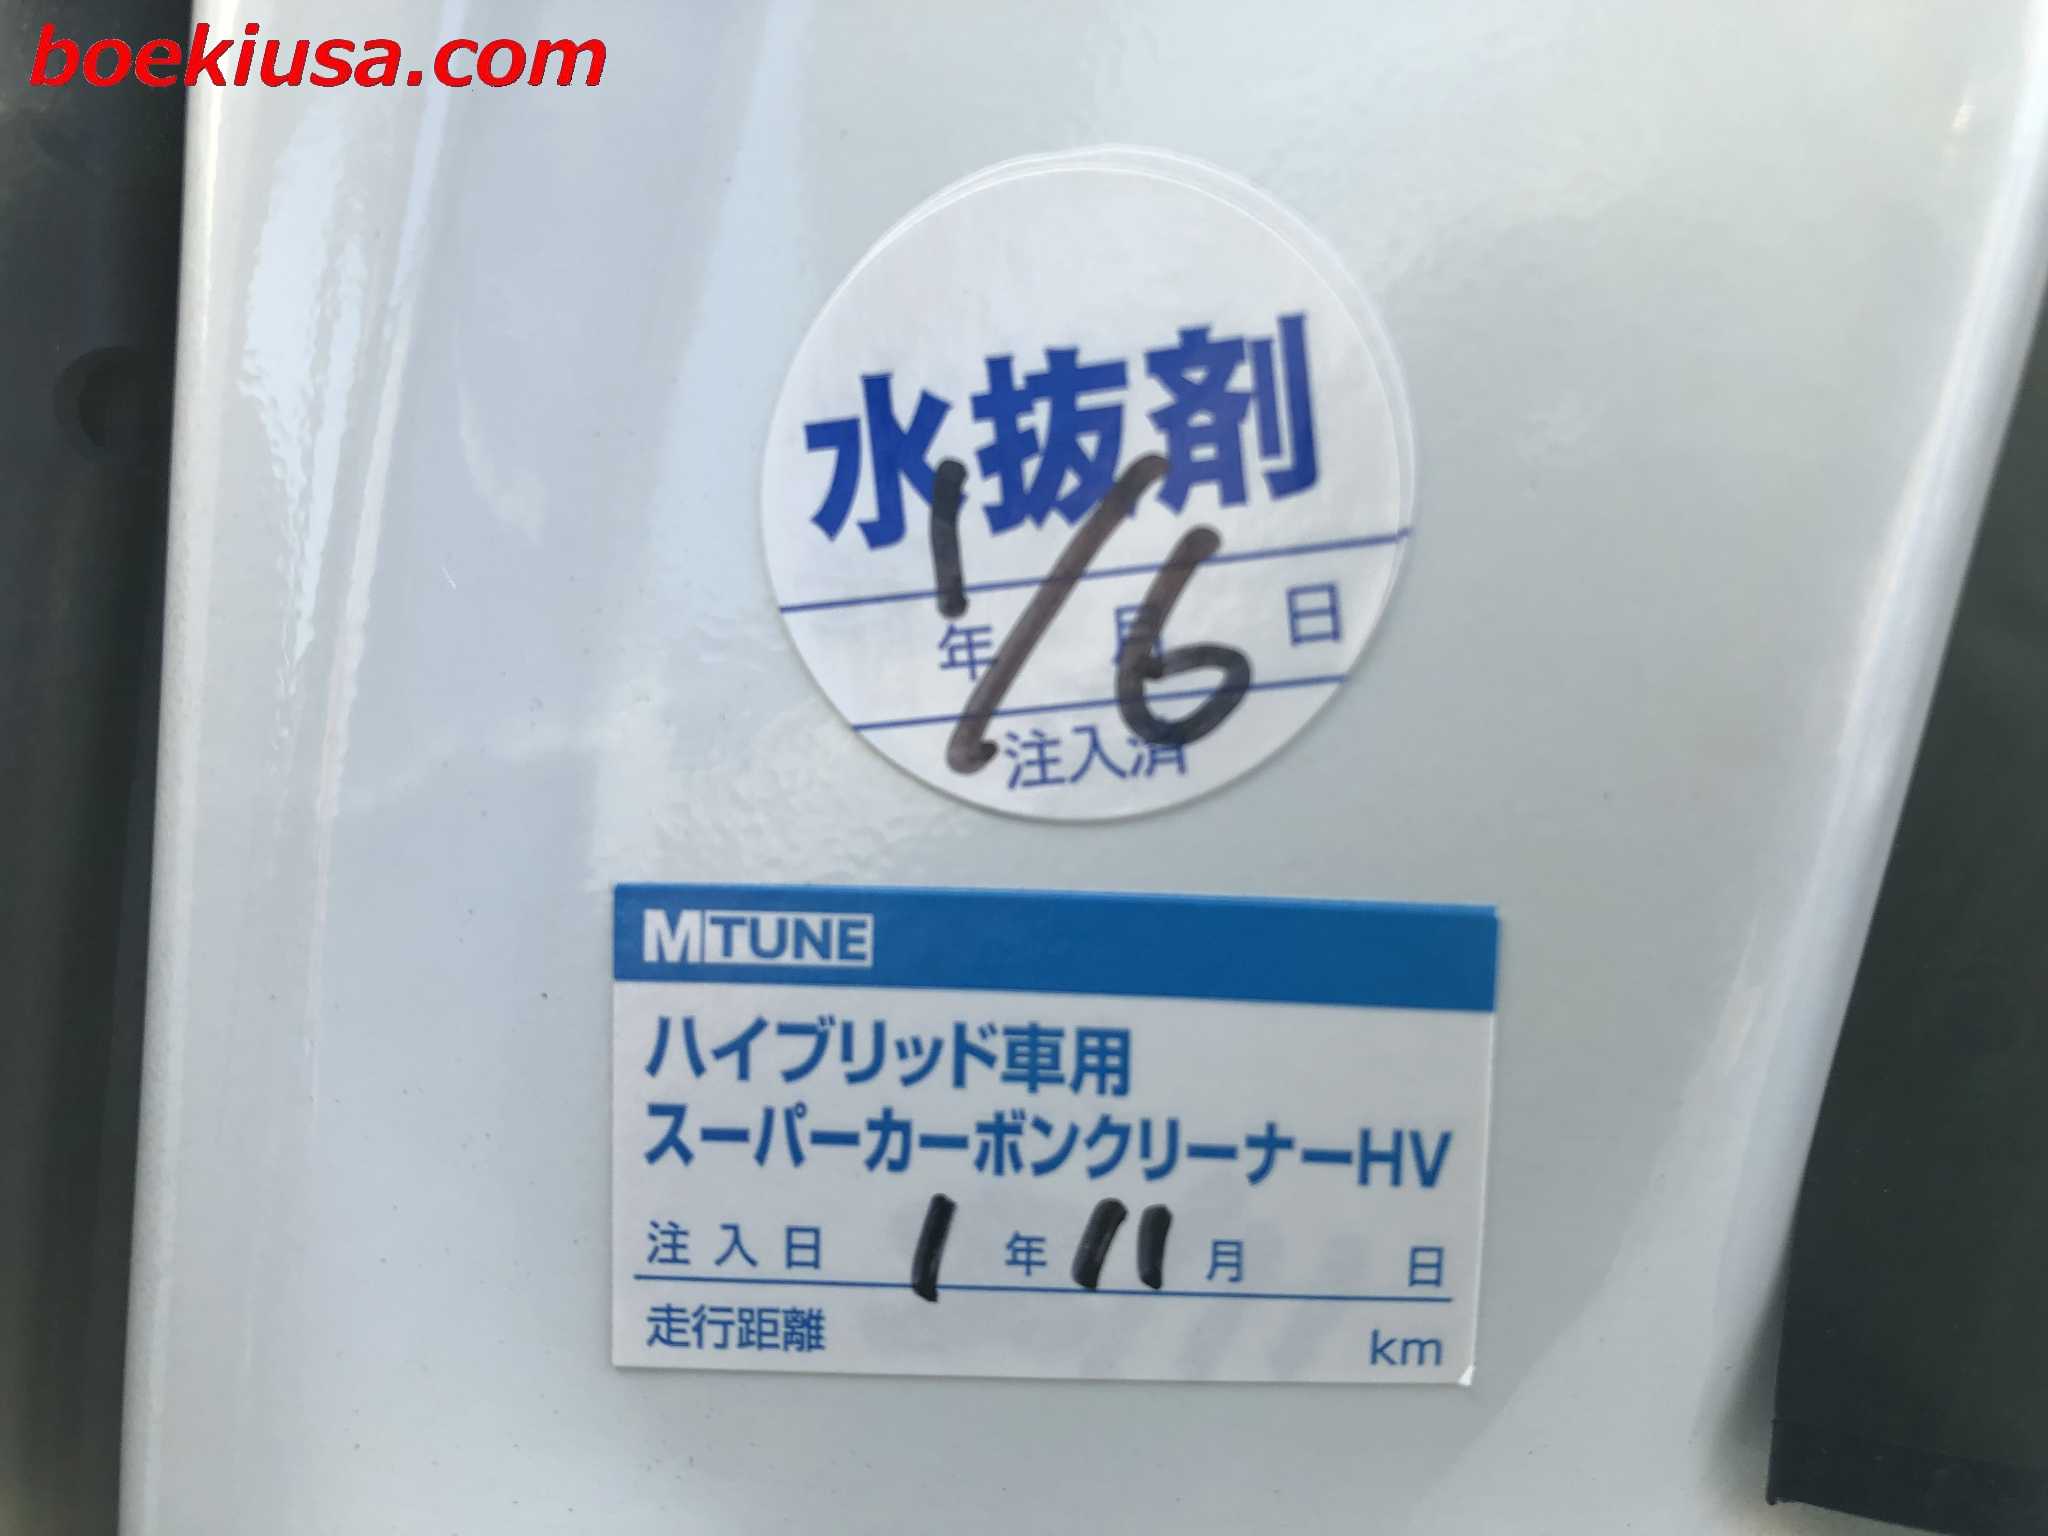 boekiusa.com
水抜剤
1/6
年 月 日
注入済
MTUNE
ハイブリッド車用
スーパーカーボンクリーナーHV
注入日 1 年 11 月 日
走行距離 km